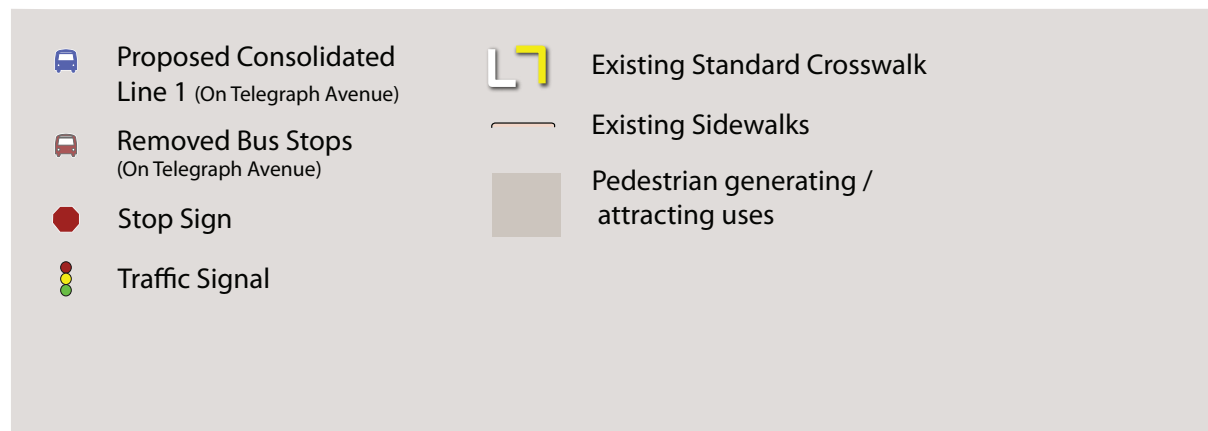 Proposed Consolidated
Line 1 (On Telegraph Avenue)
Removed Bus Stops
(On Telegraph Avenue)
Stop Sign
Traffic Signal
Existing Standard Crosswalk
Existing Sidewalks
Pedestrian generating /
attracting uses